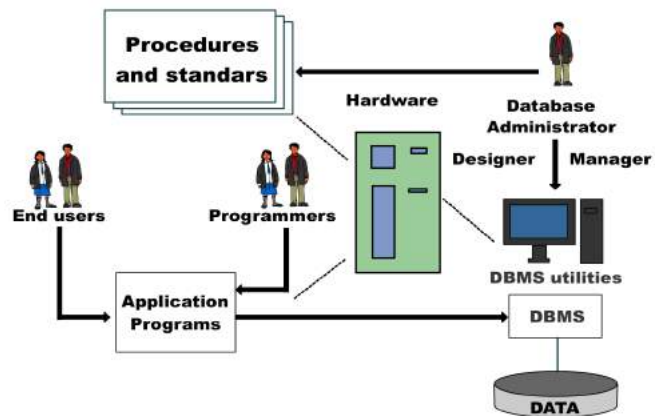 Procedures
and standars
Hardware
Database
Administrator
Designer
Manager
End users
Programmers
DBMS utilities
Application
Programs
DBMS
DATA